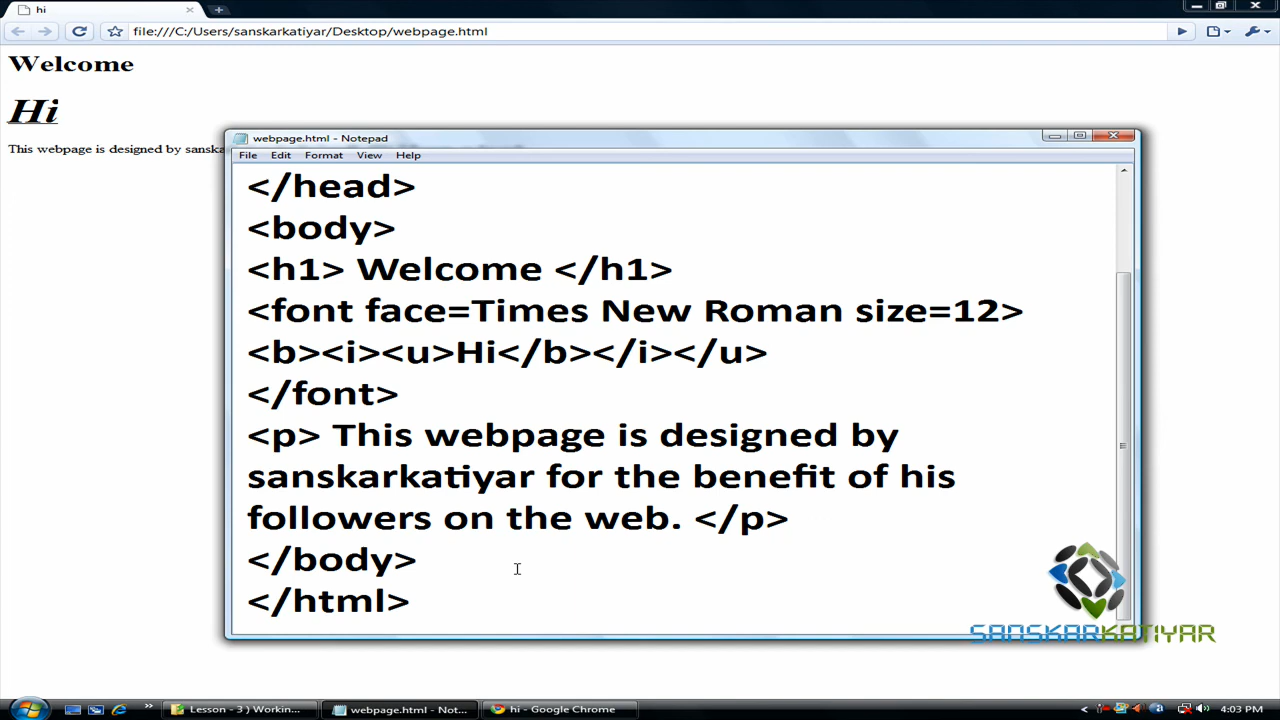 hi
file:///C:/Users/sanskarkatiyar/Desktop/webpage.html
Welcome
Hi
This webpage is designed by sanska
webpage.html - Notepad
File Edit Format View Help
</head>
<body>
<h1> Welcome </h1>
<font face=Times New Roman size=12>
<b><i><u>Hi</b></i></u>
</font>
<p> This webpage is designed by
sanskarkatiyar for the benefit of his
followers on the web. </p>
</body>
</html>
SANSKARKATIYAR
Lesson - 3 ) Workin...
webpage.html - Not...
hi - Google Chrome
4:03 PM